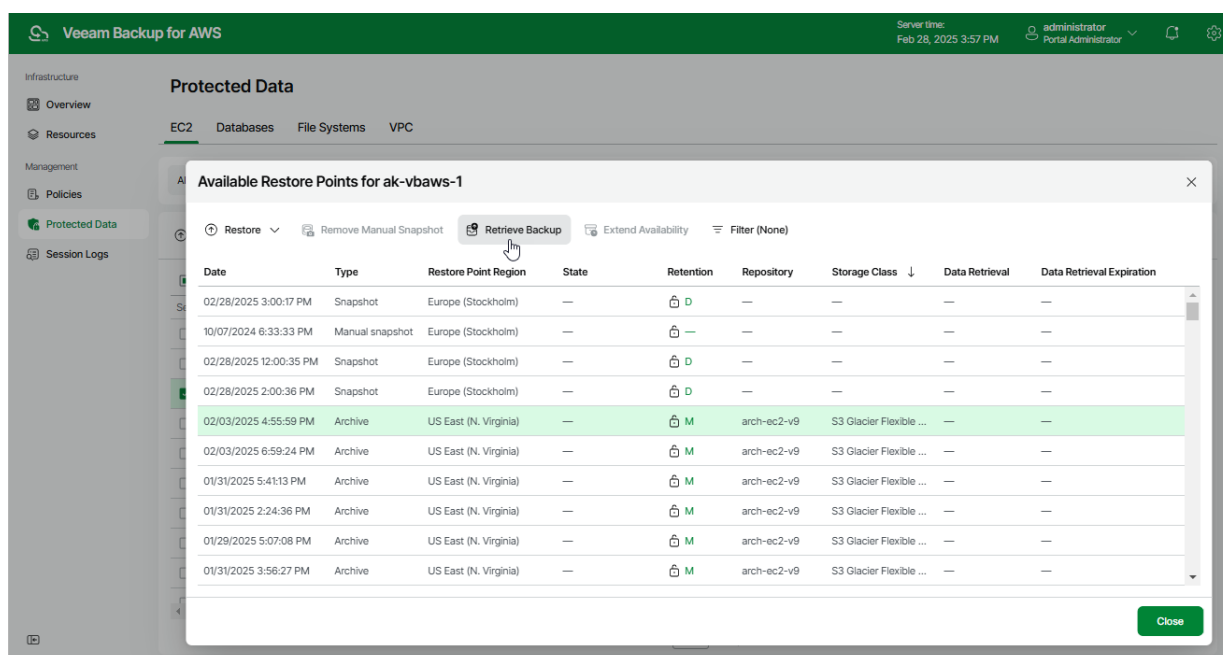 Veeam Backup for AWS
Server time:
Feb 28, 2025 3:57 PM
administrator
Portal Administrator
Infrastructure
Overview
Resources
Management
Policies
Protected Data
Session Logs
Protected Data
EC2 Databases File Systems VPC
Available Restore Points for ak-vbaws-1
Restore Remove Manual Snapshot Retrieve Backup Extend Availability Filter (None)
Date Type Restore Point Region State Retention Repository Storage Class ↓ Data Retrieval Data Retrieval Expiration
02/28/2025 3:00:17 PM Snapshot Europe (Stockholm) — D — — — —
10/07/2024 6:33:33 PM Manual snapshot Europe (Stockholm) — — — — — —
02/28/2025 12:00:35 PM Snapshot Europe (Stockholm) — D — — — —
02/28/2025 2:00:36 PM Snapshot Europe (Stockholm) — D — — — —
02/03/2025 4:55:59 PM Archive US East (N. Virginia) — M arch-ec2-v9 S3 Glacier Flexible ... — —
02/03/2025 6:59:24 PM Archive US East (N. Virginia) — M arch-ec2-v9 S3 Glacier Flexible ... — —
01/31/2025 5:41:13 PM Archive US East (N. Virginia) — M arch-ec2-v9 S3 Glacier Flexible ... — —
01/31/2025 2:24:36 PM Archive US East (N. Virginia) — M arch-ec2-v9 S3 Glacier Flexible ... — —
01/29/2025 5:07:08 PM Archive US East (N. Virginia) — M arch-ec2-v9 S3 Glacier Flexible ... — —
01/31/2025 3:56:27 PM Archive US East (N. Virginia) — M arch-ec2-v9 S3 Glacier Flexible ... — —
Close